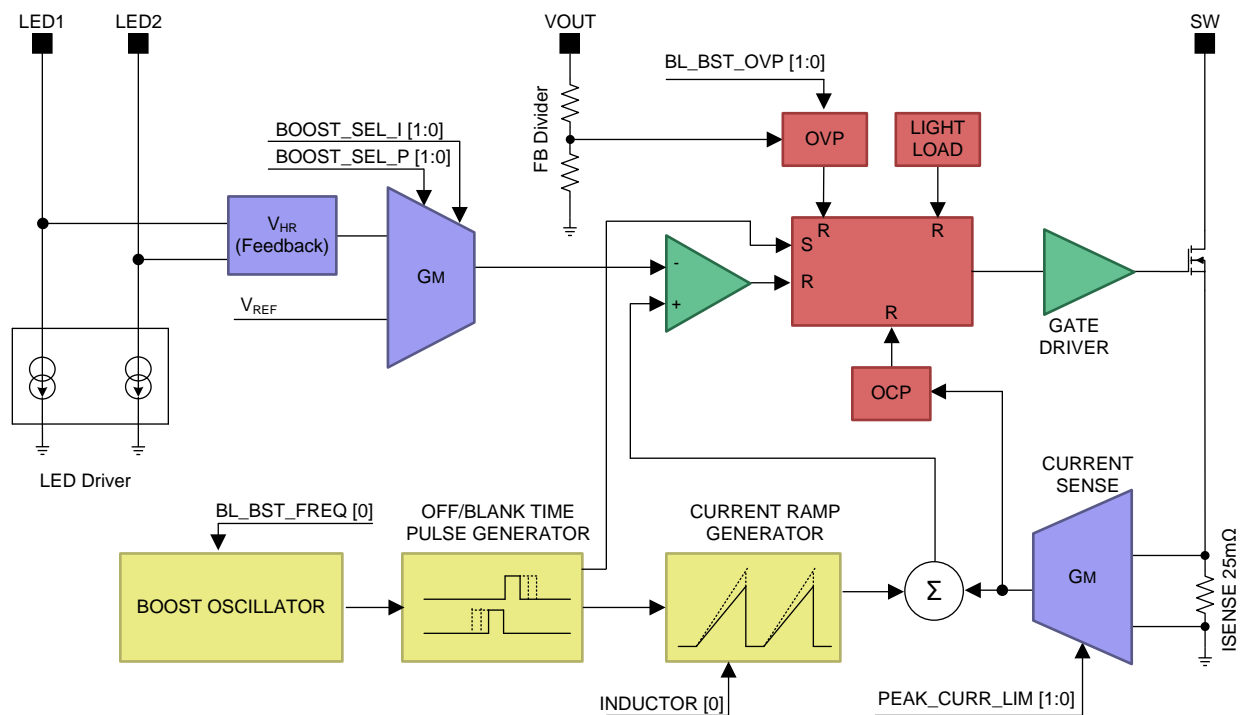 LED1
LED2
VOUT
SW
BL_BST_OVP [1:0]
FB Divider
BOOST_SEL_I [1:0]
BOOST_SEL_P [1:0]
OVP
LIGHT
LOAD
VHR
(Feedback)
GM
VREF
-
+
S
R
R
R
R
GATE
DRIVER
OCP
LED Driver
CURRENT
SENSE
BL_BST_FREQ [0]
OFF/BLANK TIME
PULSE GENERATOR
CURRENT RAMP
GENERATOR
BOOST OSCILLATOR
Σ
GM
ISENSE 25mΩ
INDUCTOR [0]
PEAK_CURR_LIM [1:0]